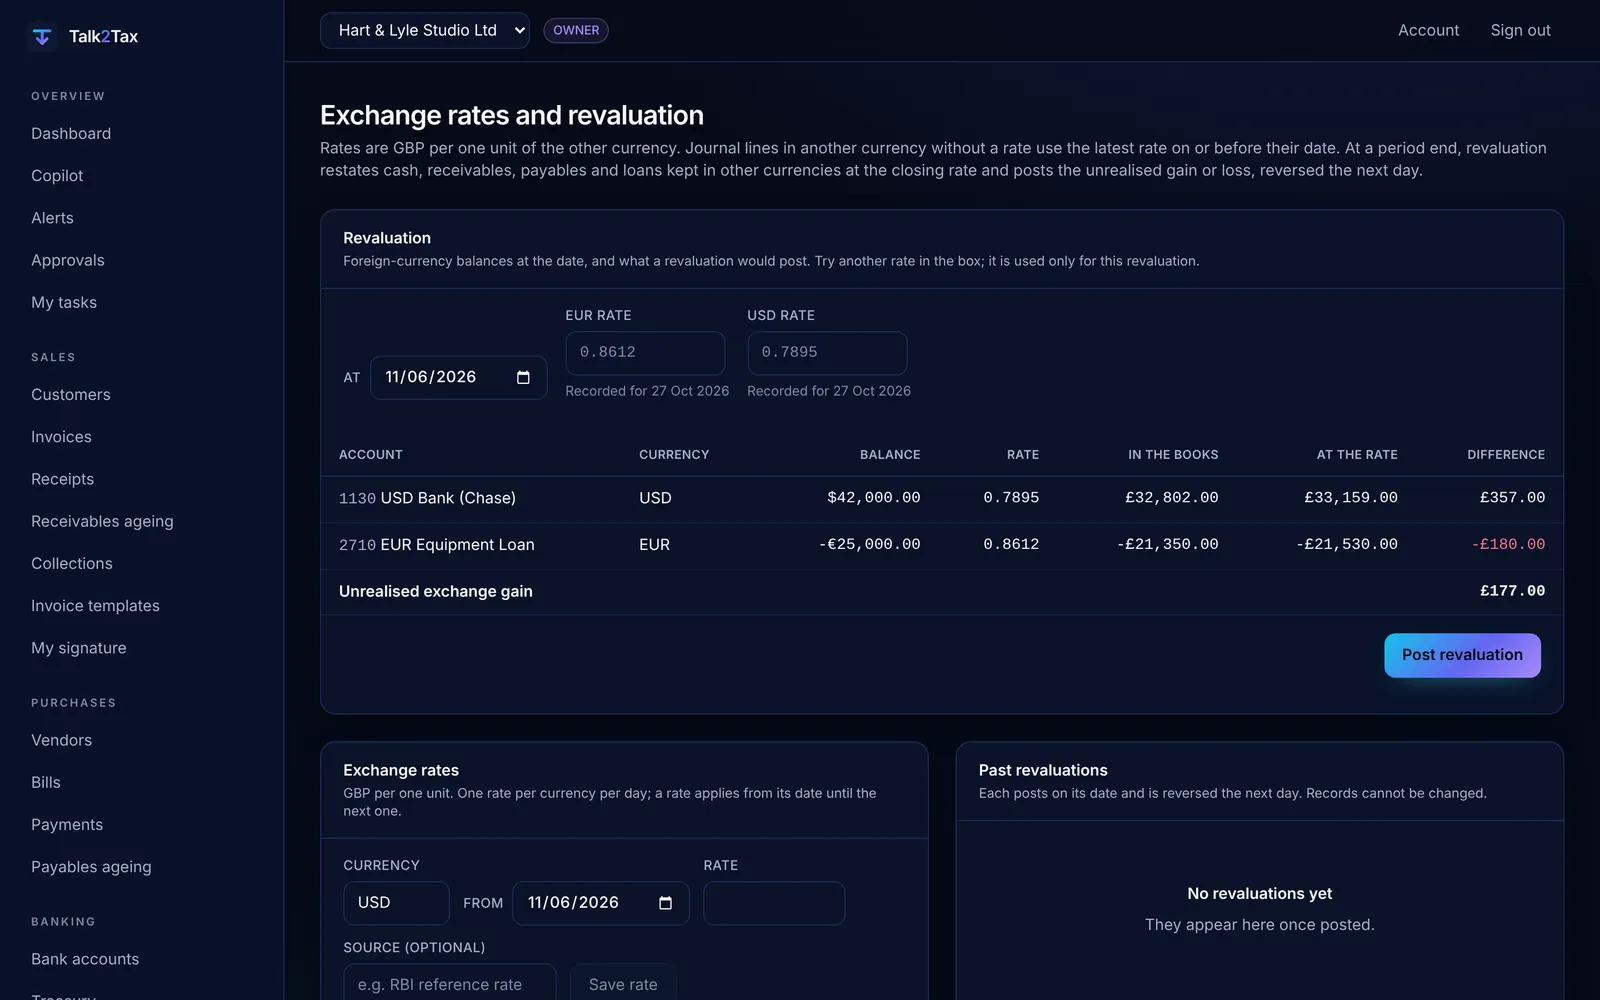 Talk2Tax
OVERVIEW
Dashboard
Copilot
Alerts
Approvals
My tasks
SALES
Customers
Invoices
Receipts
Receivables ageing
Collections
Invoice templates
My signature
PURCHASES
Vendors
Bills
Payments
Payables ageing
BANKING
Bank accounts
Treasury
Hart & Lyle Studio Ltd
OWNER
Account
Sign out
Exchange rates and revaluation
Rates are GBP per one unit of the other currency. Journal lines in another currency without a rate use the latest rate on or before their date. At a period end, revaluation
restates cash, receivables, payables and loans kept in other currencies at the closing rate and posts the unrealised gain or loss, reversed the next day.
Revaluation
Foreign-currency balances at the date, and what a revaluation would post. Try another rate in the box; it is used only for this revaluation.
AT 11/06/2026
EUR RATE
0.8612
Recorded for 27 Oct 2026
USD RATE
0.7895
Recorded for 27 Oct 2026
ACCOUNT CURRENCY BALANCE RATE IN THE BOOKS AT THE RATE DIFFERENCE
1130 USD Bank (Chase) USD $42,000.00 0.7895 £32,802.00 £33,159.00 £357.00
2710 EUR Equipment Loan EUR -€25,000.00 0.8612 -£21,350.00 -£21,530.00 -£180.00
Unrealised exchange gain £177.00
Post revaluation
Exchange rates
GBP per one unit. One rate per currency per day; a rate applies from its date until the
next one.
CURRENCY RATE
USD FROM 11/06/2026
SOURCE (OPTIONAL)
e.g. RBI reference rate Save rate
Past revaluations
Each posts on its date and is reversed the next day. Records cannot be changed.
No revaluations yet
They appear here once posted.